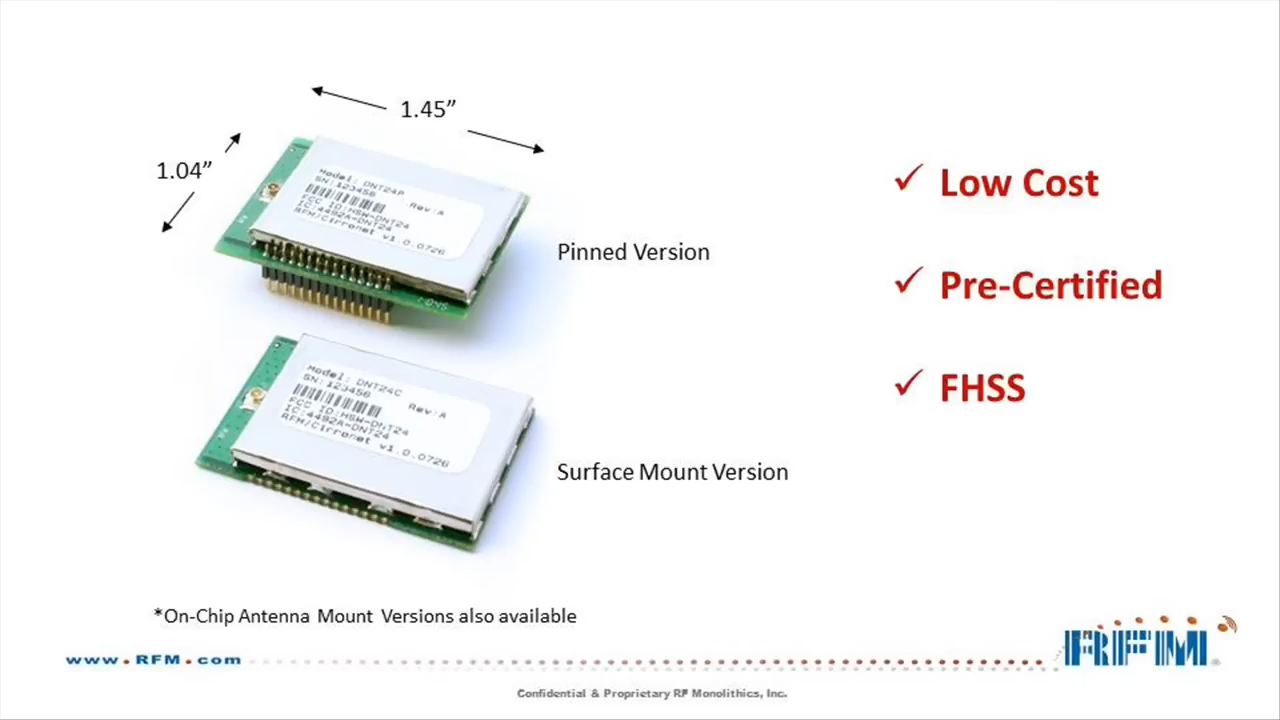 1.45”
1.04”
Model: DNT24P
SN:123456
Rev:A
FCC ID:HSW-DNT24
IC:4492A-DNT24
RFM/Cirronet v1.0.0726
1-045
Pinned Version
Model: DNT24C
SN:123456
Rev:A
FCC ID:HSW-DNT24
IC:4492A-DNT24
RFM/Cirronet v1.0.0726
Surface Mount Version
Low Cost
Pre-Certified
FHSS
*On-Chip Antenna Mount Versions also available
www.RFM.com
RFM
Confidential & Proprietary RF Monolithics, Inc.